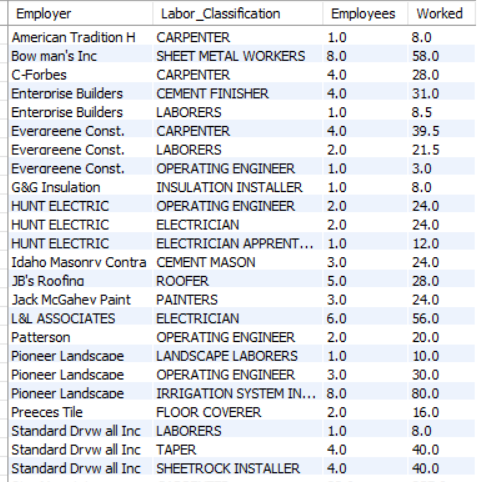 Employer Labor_Classification Employees Worked
American Tradition H CARPENTER 1.0 8.0
Bow man's Inc SHEET METAL WORKERS 8.0 58.0
C-Forbes CARPENTER 4.0 28.0
Enterprise Builders CEMENT FINISHER 4.0 31.0
Enterprise Builders LABORERS 1.0 8.5
Evergreene Const. CARPENTER 4.0 39.5
Evergreene Const. LABORERS 2.0 21.5
Evergreene Const. OPERATING ENGINEER 1.0 3.0
G&G Insulation INSULATION INSTALLER 1.0 8.0
HUNT ELECTRIC OPERATING ENGINEER 2.0 24.0
HUNT ELECTRIC ELECTRICIAN 2.0 24.0
HUNT ELECTRIC ELECTRICIAN APPRENT... 1.0 12.0
Idaho Masonry Contra CEMENT MASON 3.0 24.0
JB's Roofing ROOFER 5.0 28.0
Jack McGahey Paint PAINTERS 3.0 24.0
L&L ASSOCIATES ELECTRICIAN 6.0 56.0
Patterson OPERATING ENGINEER 2.0 20.0
Pioneer Landscape LANDSCAPE LABORERS 1.0 10.0
Pioneer Landscape OPERATING ENGINEER 3.0 30.0
Pioneer Landscape IRRIGATION SYSTEM IN... 8.0 80.0
Preeces Tile FLOOR COVERER 2.0 16.0
Standard Dryw all Inc LABORERS 1.0 8.0
Standard Dryw all Inc TAPER 4.0 40.0
Standard Dryw all Inc SHEETROCK INSTALLER 4.0 40.0